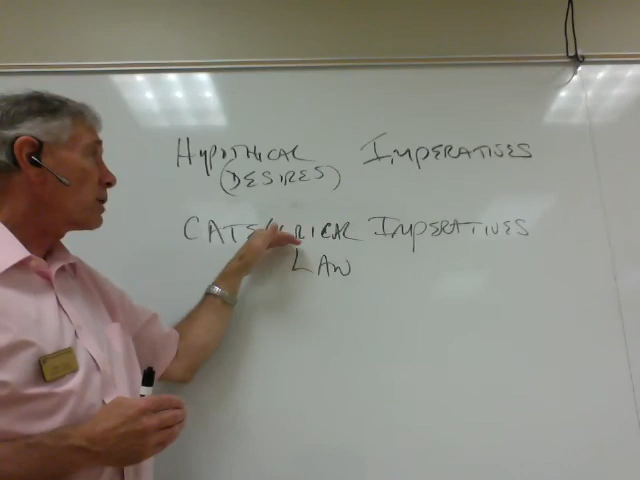 Hypothical Imperatives
(Desires)
Categorical Imperatives
Law